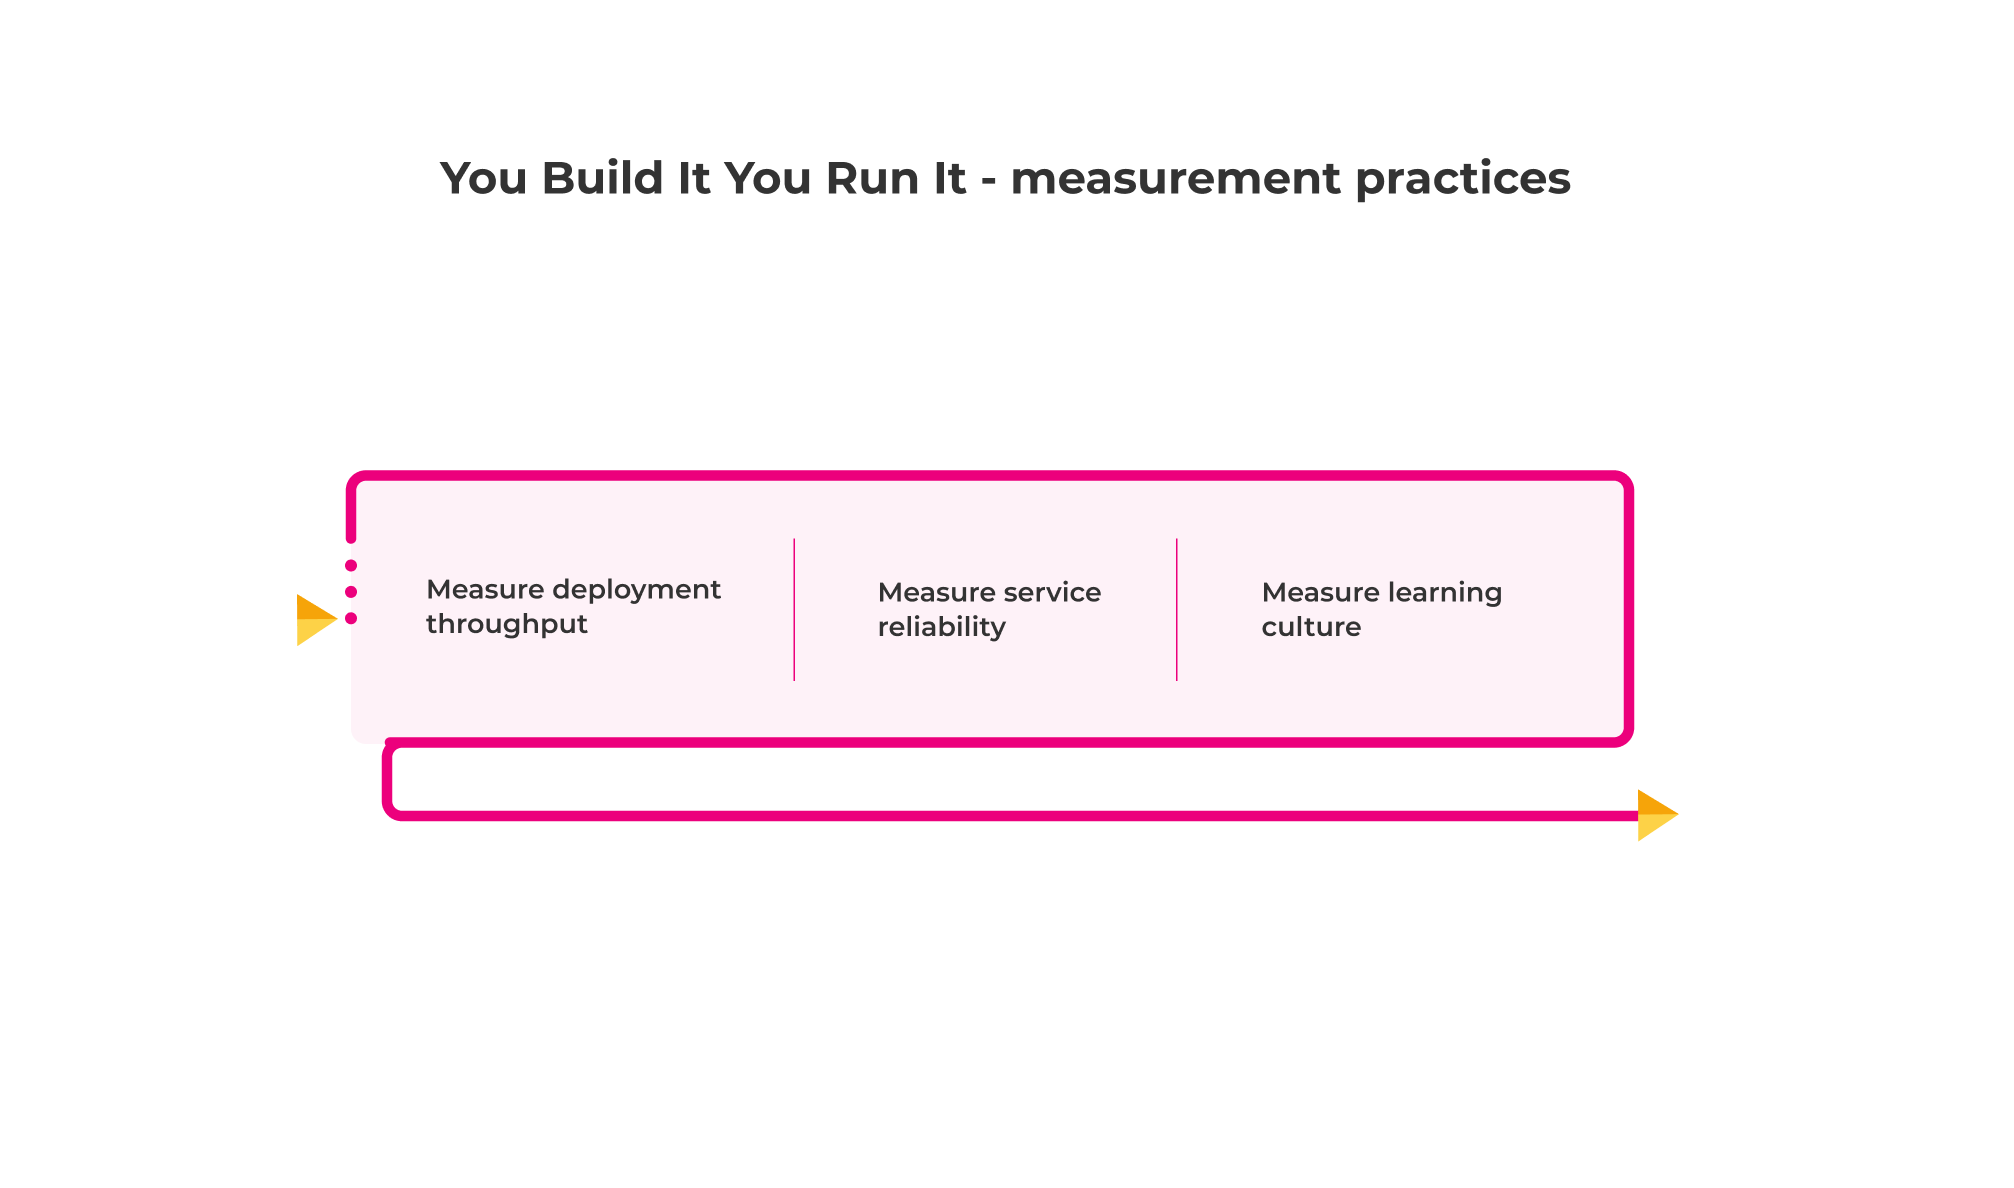 You Build It You Run It - measurement practices
Measure deployment
throughput
Measure service
reliability
Measure learning
culture